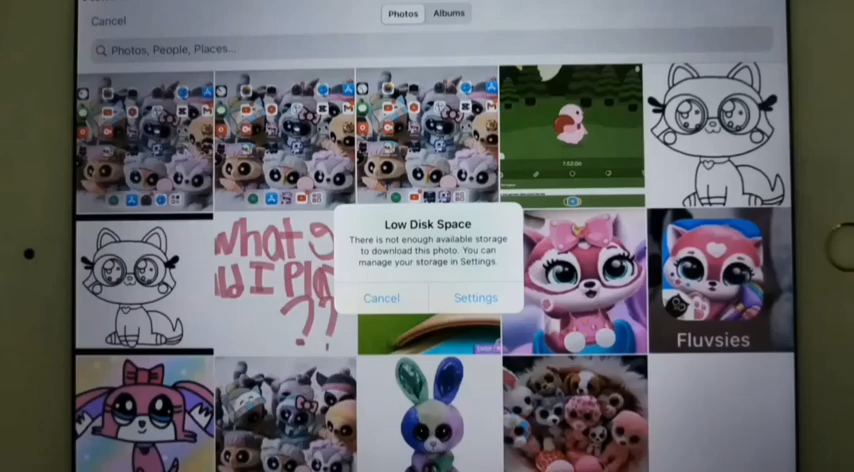 Cancel
Photos
Albums
Photos, People, Places...
Low Disk Space
There is not enough available storage
to download this photo. You can
manage your storage in Settings.
Cancel
Settings
What
Fluvsies